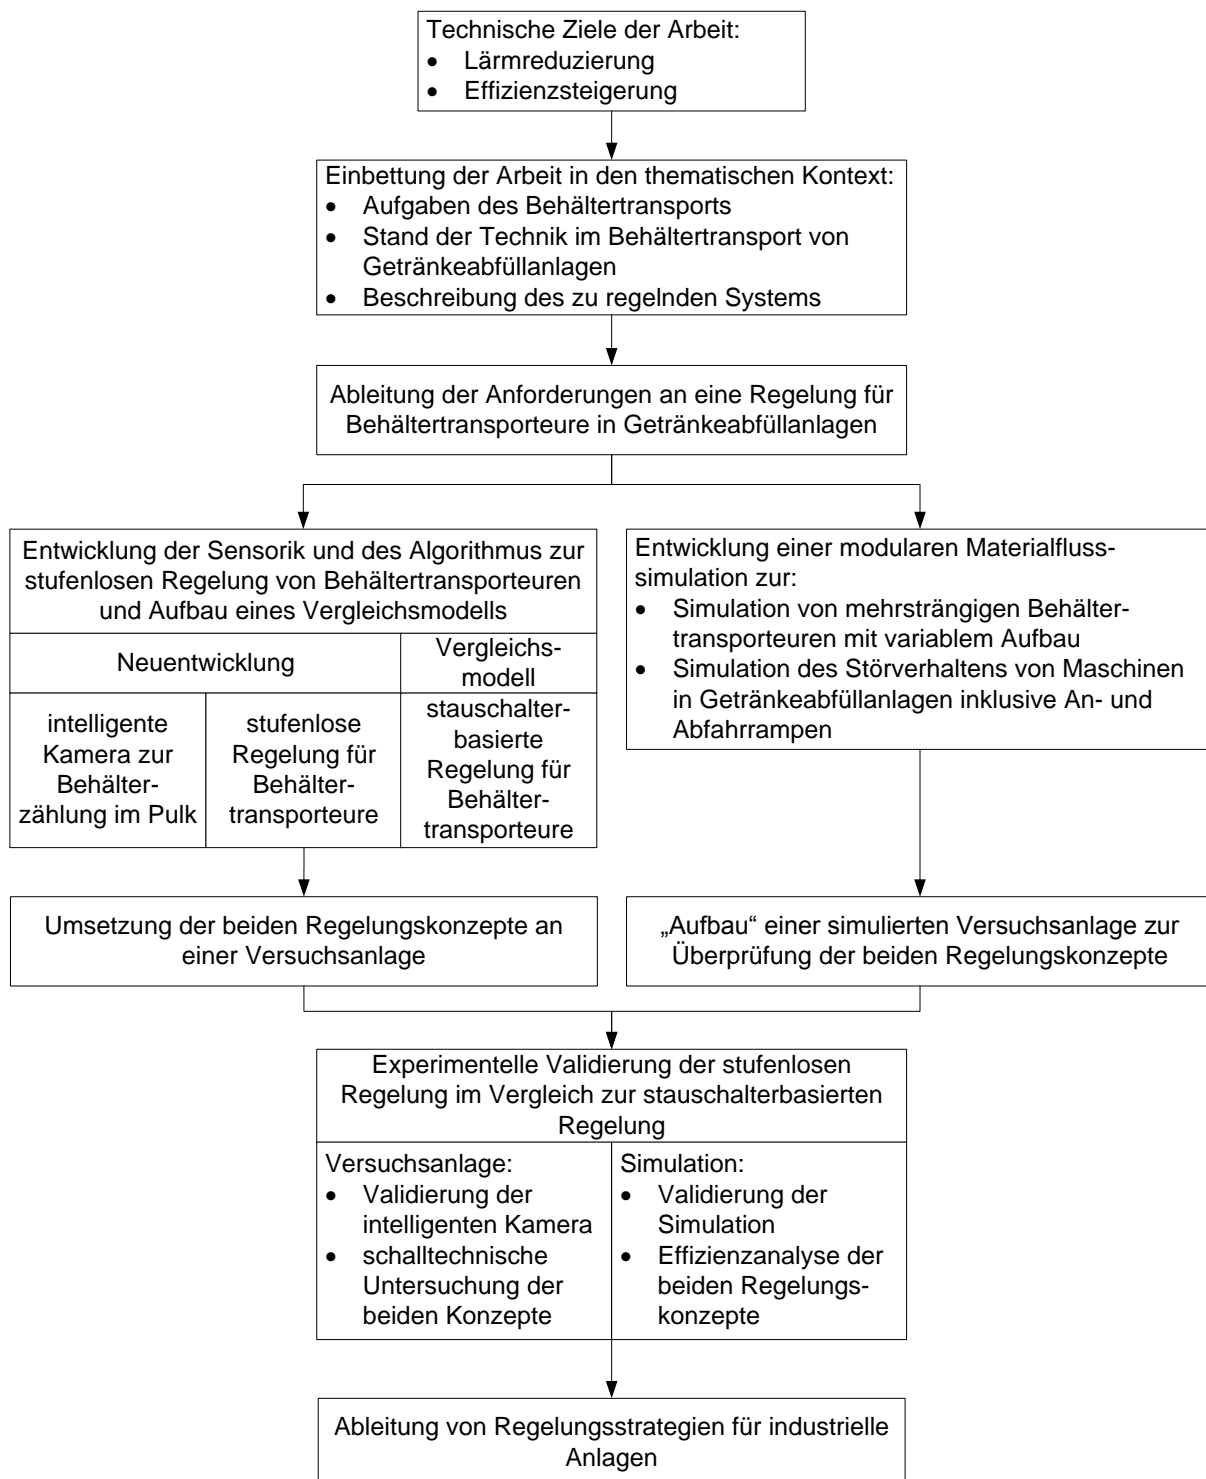 Technische Ziele der Arbeit:
• Lärmreduzierung
• Effizienzsteigerung
Einbettung der Arbeit in den thematischen Kontext:
• Aufgaben des Behältertransports
• Stand der Technik im Behältertransport von
Getränkeabfüllanlagen
• Beschreibung des zu regelnden Systems
Ableitung der Anforderungen an eine Regelung für
Behältertransporteure in Getränkeabfüllanlagen
Entwicklung der Sensorik und des Algorithmus zur
stufenlosen Regelung von Behältertransporteuren
und Aufbau eines Vergleichsmodells
Neuentwicklung
Vergleichs-
modell
intelligente
Kamera zur
Behälter-
zählung im Pulk
stufenlose
Regelung für
Behälter-
transporteure
stauschalter-
basierte
Regelung für
Behälter-
transporteure
Entwicklung einer modularen Materialfluss-
simulation zur:
• Simulation von mehrsträngigen Behälter-
transporteuren mit variablem Aufbau
• Simulation des Störverhaltens von Maschinen
in Getränkeabfüllanlagen inklusive An- und
Abfahrrampen
Umsetzung der beiden Regelungskonzepte an
einer Versuchsanlage
„Aufbau“ einer simulierten Versuchsanlage zur
Überprüfung der beiden Regelungskonzepte
Experimentelle Validierung der stufenlosen
Regelung im Vergleich zur stauschalterbasierten
Regelung
Versuchsanlage:
• Validierung der
intelligenten Kamera
• schalltechnische
Untersuchung der
beiden Konzepte
Simulation:
• Validierung der
Simulation
• Effizienzanalyse der
beiden Regelungs-
konzepte
Ableitung von Regelungsstrategien für industrielle
Anlagen